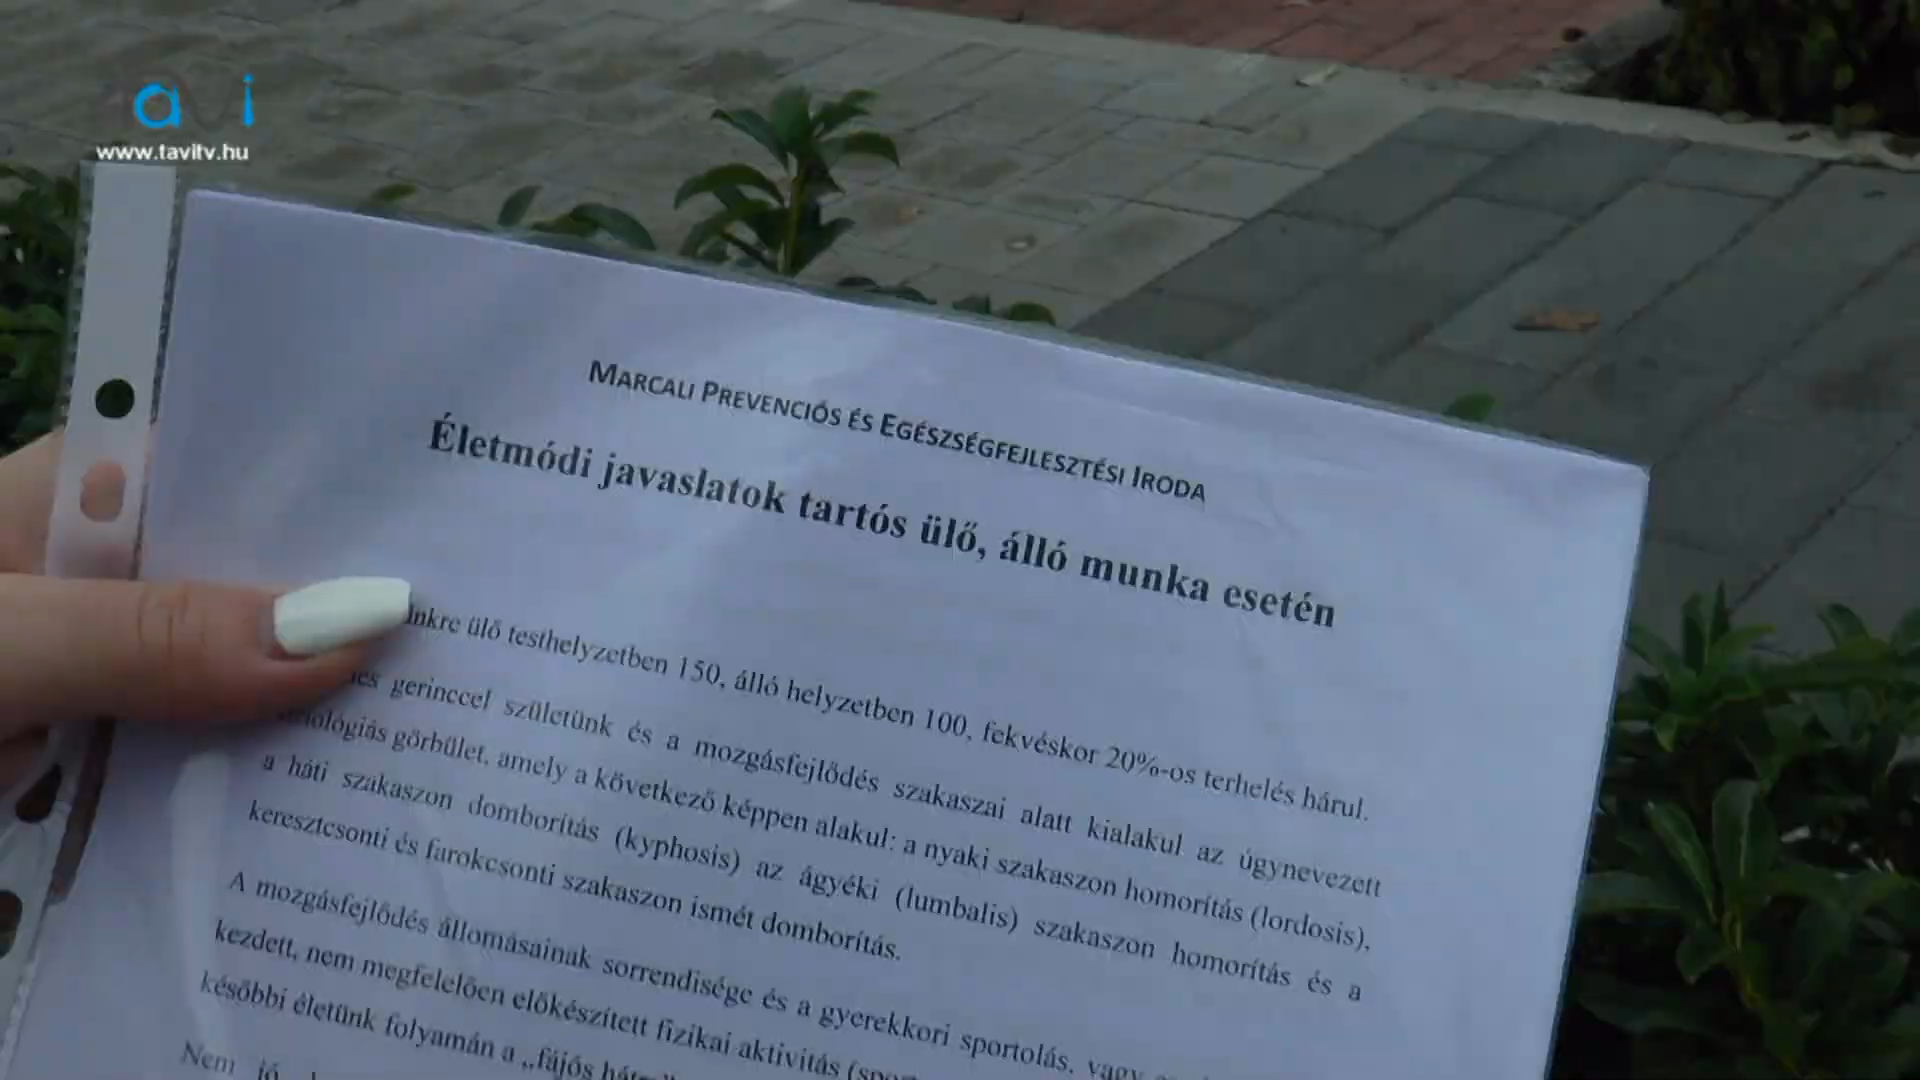 avi
www.tavitv.hu
MARCALI PREVENCIÓS ÉS EGÉSZSÉGFEJLESZTÉSI IRODA
Életmódi javaslatok tartós ülő, álló munka esetén
inkre ülő testhelyzetben 150, álló helyzetben 100, fekvéskor 20%-os terhelés hárul.
gerinccel születünk és a mozgásfejlődés szakaszai alatt kialakul az úgynevezett
görbület, amely a következő képpen alakul: a nyaki szakaszon homorítás (lordosis),
a háti szakaszon domborítás (kyphosis) az ágyéki (lumbalis) szakaszon homorítás és a
keresztcsonti és farokcsonti szakaszon ismét domborítás.
A mozgásfejlődés állomásainak sorrendisége és a gyerekkori sportolás, vagy
kezdett, nem megfelelően előkészített fizikai aktivitás
későbbi életünk folyamán a „fájós
Nem jó